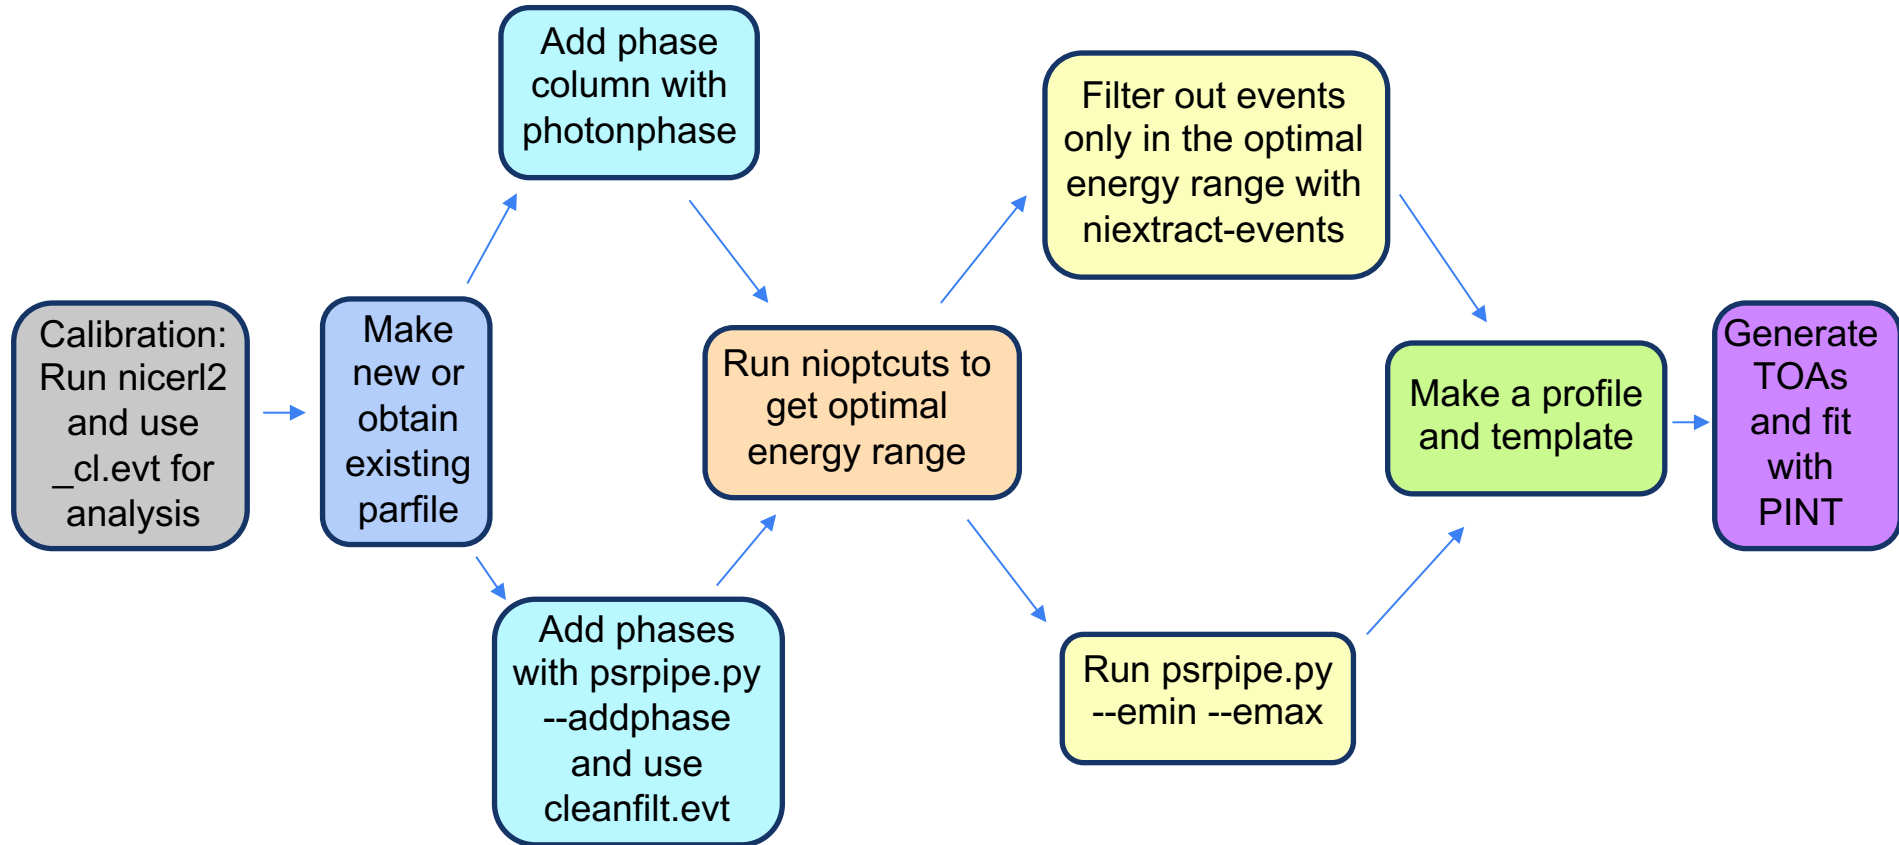 Calibration:
Run nicerl2
and use
_cl.evt for
analysis
Make
new or
obtain
existing
parfile
Add phase
column with
photonphase
Add phases
with psrpipe.py
--addphase
and use
cleanfilt.evt
Run nioptcuts to
get optimal
energy range
Filter out events
only in the optimal
energy range with
niextract-events
Run psrpipe.py
--emin --emax
Make a profile
and template
Generate
TOAs
and fit
with
PINT